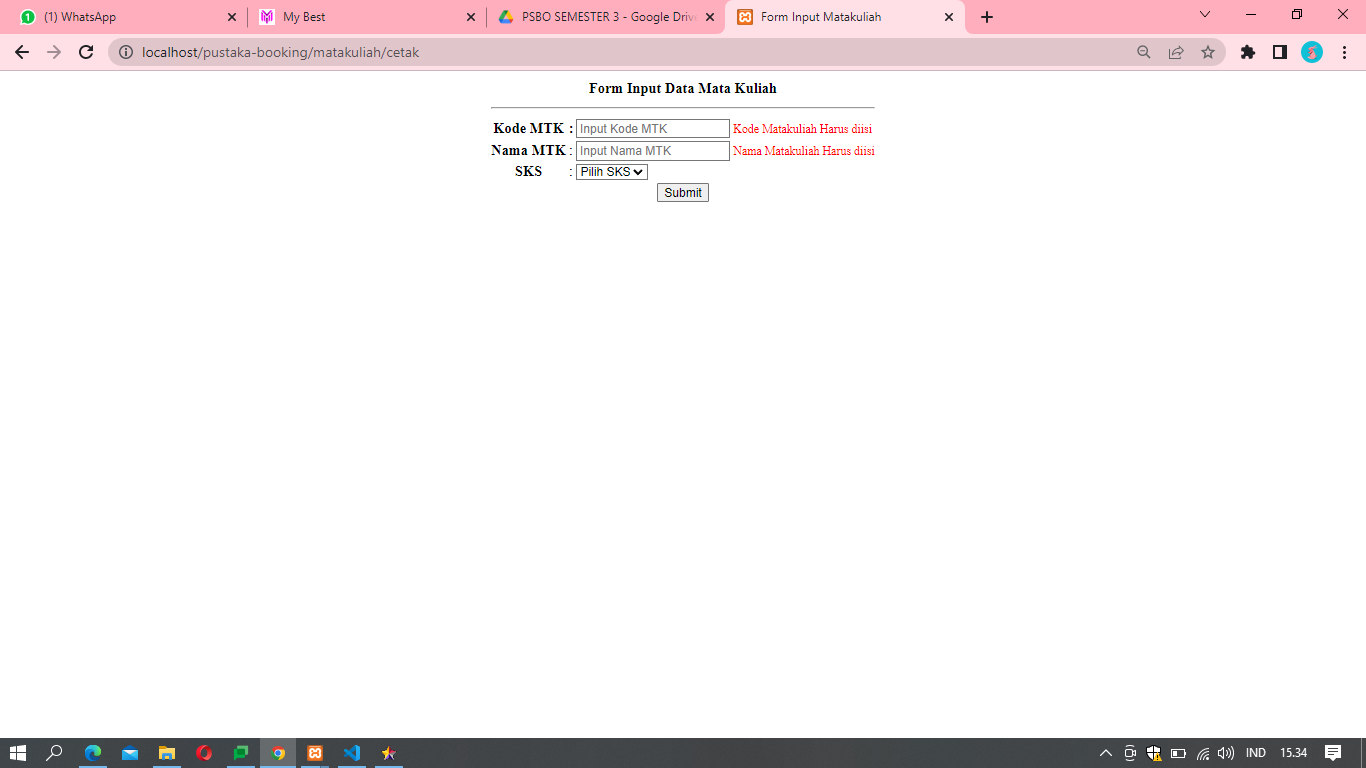 (1) WhatsApp
My Best
PSBO SEMESTER 3 - Google Driv
Form Input Matakuliah
localhost/pustaka-booking/matakuliah/cetak
Form Input Data Mata Kuliah
Kode MTK : Input Kode MTK Kode Matakuliah Harus diisi
Nama MTK : Input Nama MTK Nama Matakuliah Harus diisi
SKS : Pilih SKS
Submit
IND 15.34